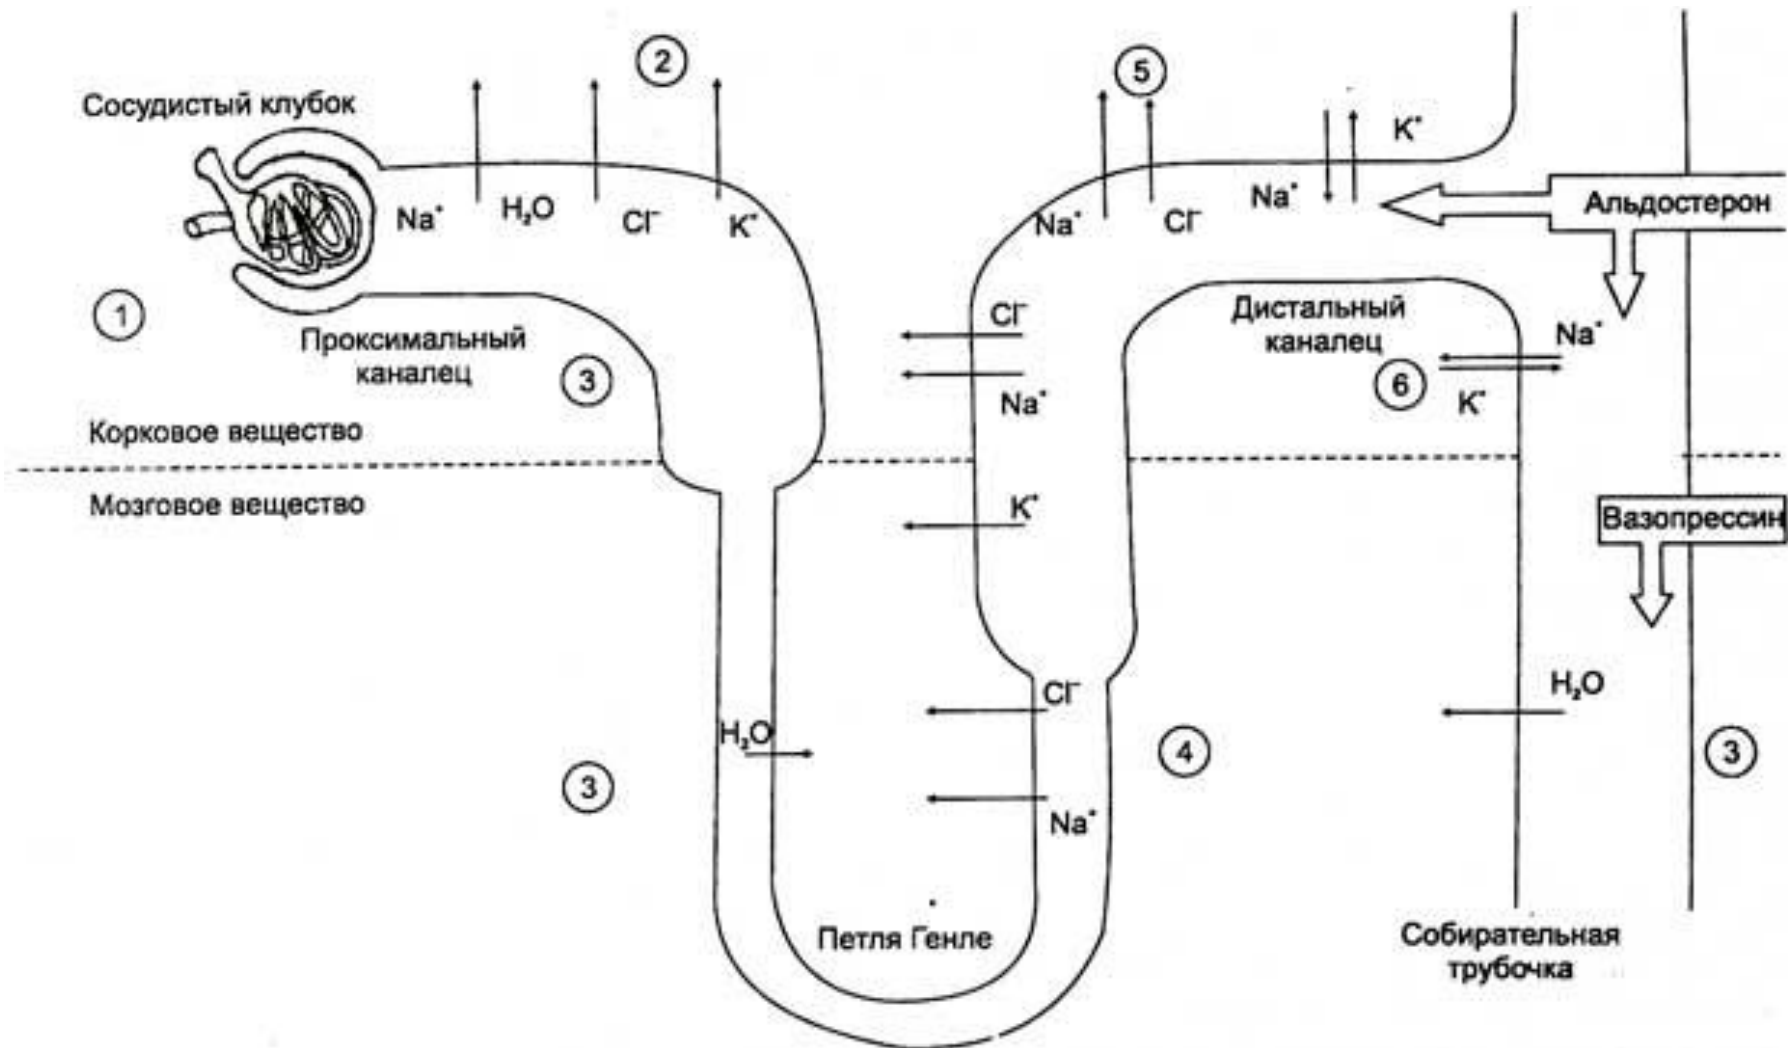 Сосудистый клубок
2
5
K⁺
Na⁺
H₂O
Cl⁻
K⁺
Na⁺
Cl⁻
Na⁺
Альдостерон
1
Проксимальный
каналец
3
Cl⁻
Na⁺
Дистальный
каналец
6
Na⁺
K⁺
Корковое вещество
Мозговое вещество
K⁺
Вазопрессин
Cl⁻
H₂O
H₂O
3
4
3
Na⁺
Петля Генле
Собирательная
трубочка